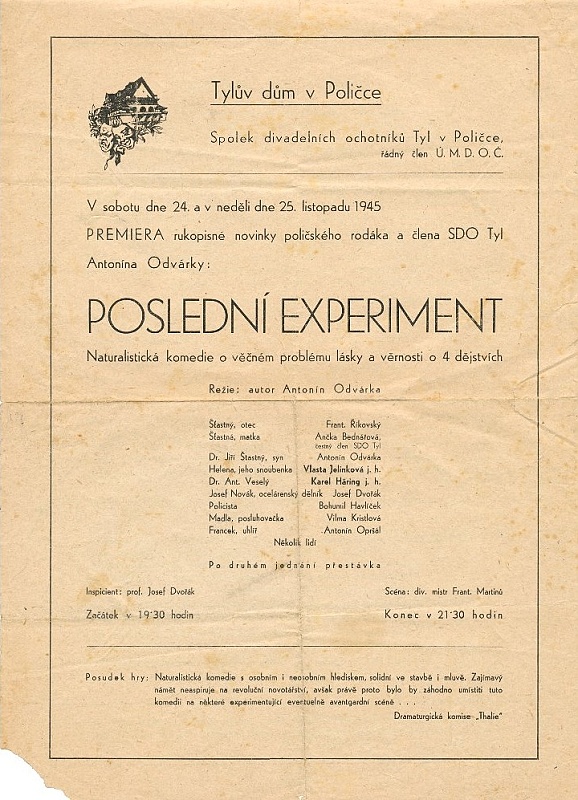 Tylův dům v Poličce
Spolek divadelních ochotníků Tyl v Poličce,
řádný člen Ú. M. D. O. Č.
V sobotu dne 24. a v neděli dne 25. listopadu 1945
PREMIERA rukopisné novinky poličského rodáka a člena SDO Tyl
Antonína Odvárky:
POSLEDNÍ EXPERIMENT
Naturalistická komedie o věčném problému lásky a věrnosti o 4 dějstvích
Režie: autor Antonín Odvárka
Šťastný, otec Frant. Říkovský
Šťastná, matka Ančka Bednářová,
čestný člen SDO Tyl
Dr. Jiří Šťastný, syn Antonín Odvárka
Helena, jeho snoubenka Vlasta Jelínková j. h.
Dr. Ant. Veselý Karel Häring j. h.
Josef Novák, ocelárenský dělník Josef Dvořák
Policista Bohumil Havlíček
Madla, posluhovačka Vilma Kristlová
Francek, uhlíř Antonín Opršál
Několik lidí
Po druhém jednání přestávka
Inspicient: prof. Josef Dvořák Scéna: div. mistr Frant. Martinů
Začátek v 19·30 hodin Konec v 21·30 hodin
Posudek hry: Naturalistická komedie s osobním i neosobním hlediskem, solidní ve stavbě i mluvě. Zajímavý
námět neaspiruje na revoluční novotářství, avšak právě proto bylo by záhodno umístiti tuto
komedii na některé experimentující eventuelně avantgardní scéně . . .
Dramaturgická komise „Thalie"